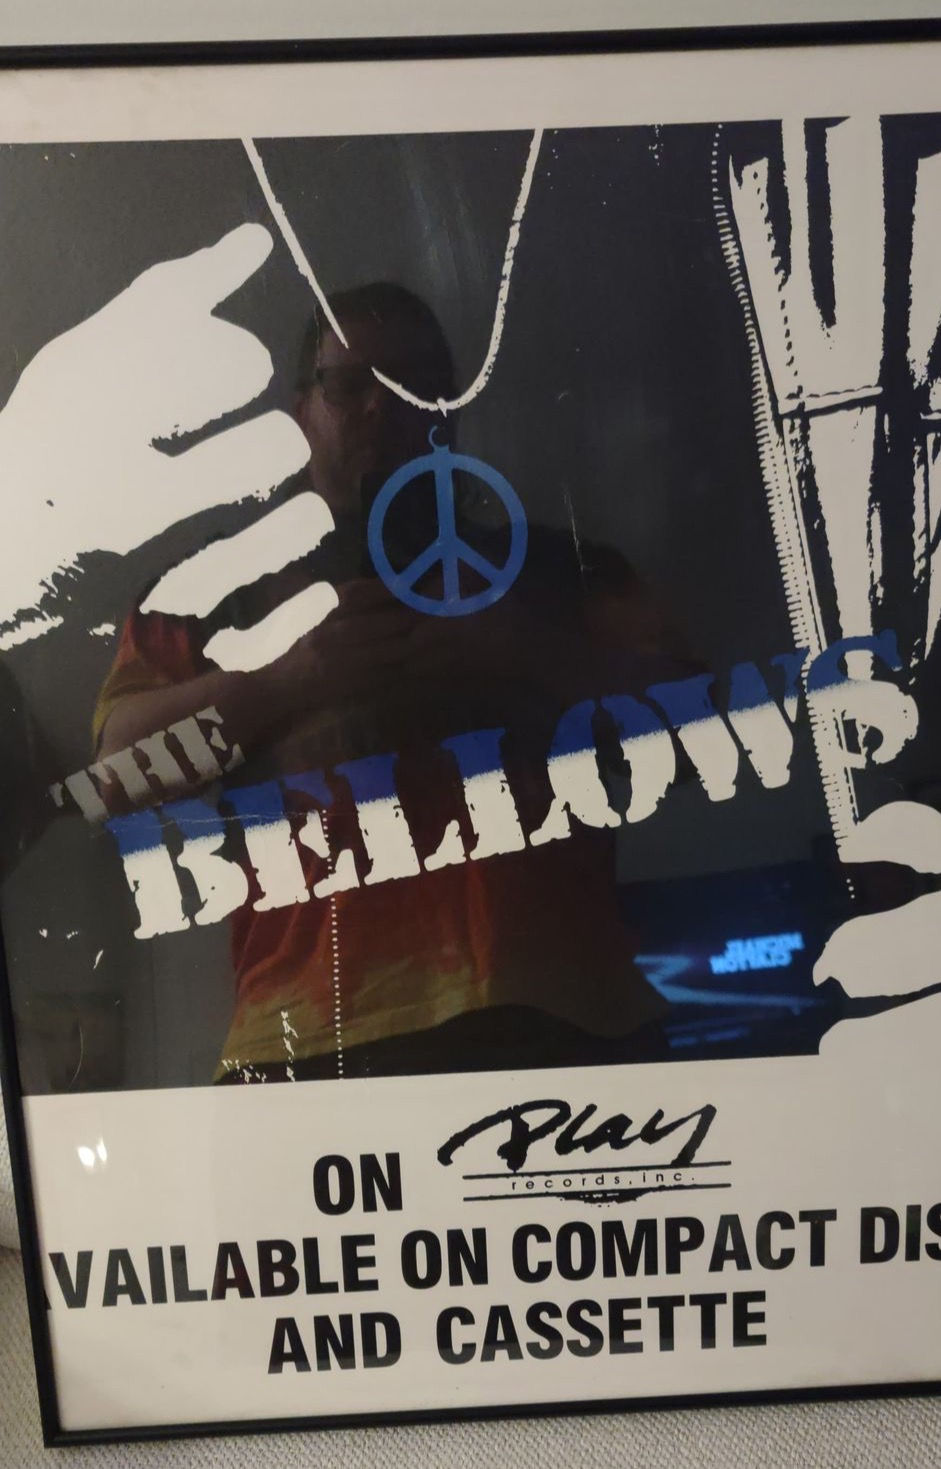 THE
BELLOWS
ON Play
records, inc.
AVAILABLE ON COMPACT DIS
AND CASSETTE